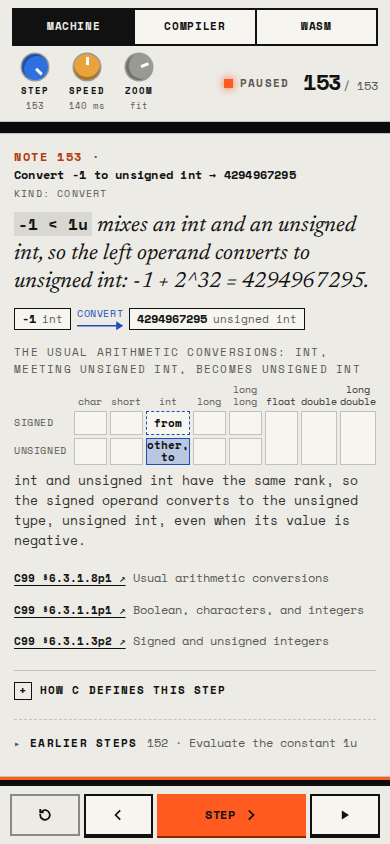 MACHINE COMPILER WASM
STEP SPEED ZOOM
153 140 ms fit
PAUSED 153 / 153
NOTE 153 ·
Convert -1 to unsigned int → 4294967295
KIND: CONVERT
-1 < 1u mixes an int and an unsigned
int, so the left operand converts to
unsigned int: -1 + 2^32 = 4294967295.
-1 int CONVERT 4294967295 unsigned int
THE USUAL ARITHMETIC CONVERSIONS: INT,
MEETING UNSIGNED INT, BECOMES UNSIGNED INT
char short int long long long float double long double
SIGNED from
UNSIGNED other, to
int and unsigned int have the same rank, so
the signed operand converts to the unsigned
type, unsigned int, even when its value is
negative.
C99 §6.3.1.8p1 ↗ Usual arithmetic conversions
C99 §6.3.1.1p1 ↗ Boolean, characters, and integers
C99 §6.3.1.3p2 ↗ Signed and unsigned integers
+ HOW C DEFINES THIS STEP
▸ EARLIER STEPS 152 · Evaluate the constant 1u
STEP